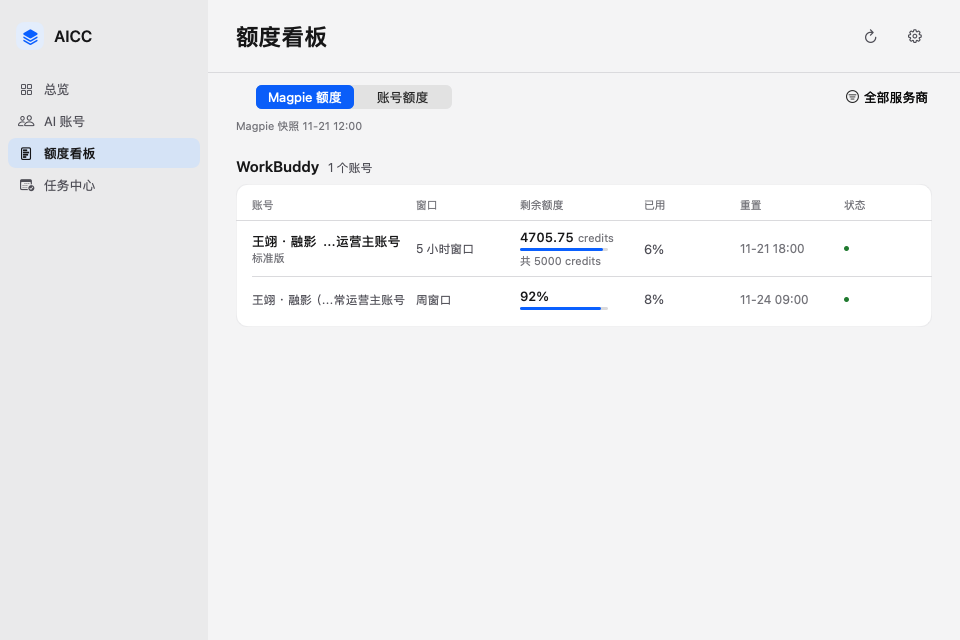 AICC
总览
AI 账号
额度看板
任务中心
额度看板
Magpie 额度
账号额度
全部服务商
Magpie 快照 11-21 12:00
WorkBuddy 1 个账号
账号 窗口 剩余额度 已用 重置 状态
王翊 · 融影 …运营主账号
标准版
5 小时窗口
4705.75 credits
共 5000 credits
6%
11-21 18:00
王翊 · 融影 (…常运营主账号 周窗口 92% 8% 11-24 09:00